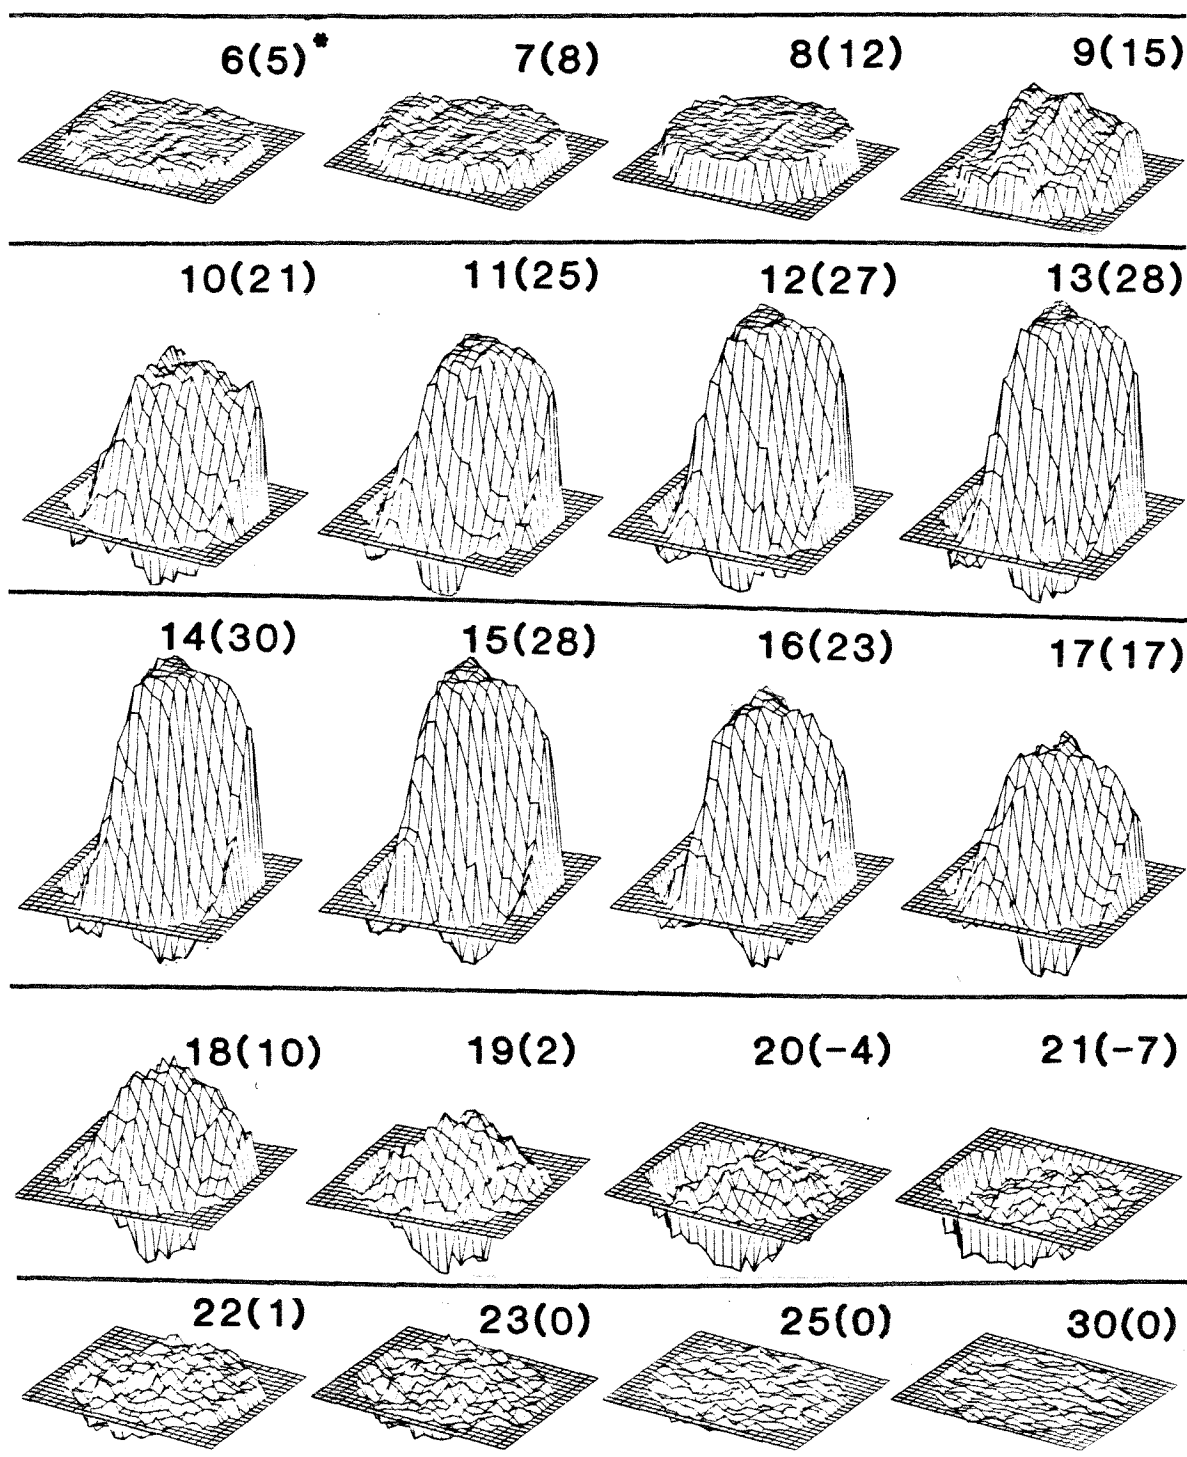 6(5)* 7(8) 8(12) 9(15)
10(21) 11(25) 12(27) 13(28)
14(30) 15(28) 16(23) 17(17)
18(10) 19(2) 20(-4) 21(-7)
22(1) 23(0) 25(0) 30(0)